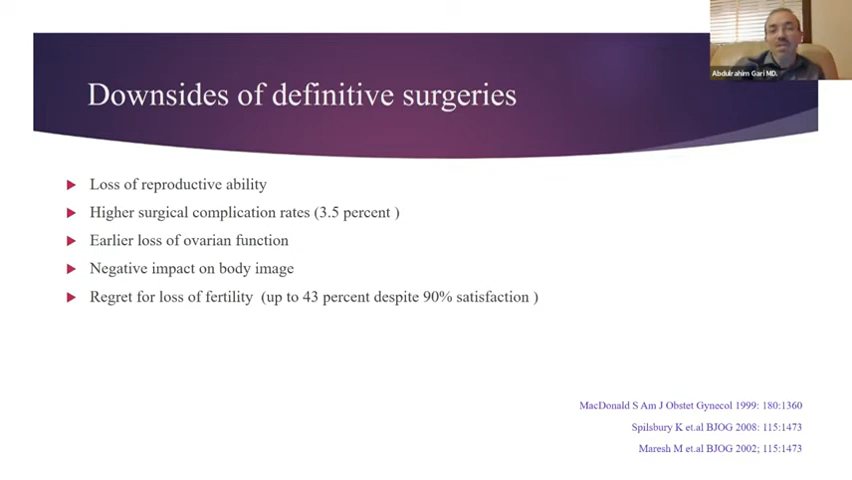 Abdulrahim Gari MD.
Downsides of definitive surgeries
Loss of reproductive ability
Higher surgical complication rates (3.5 percent )
Earlier loss of ovarian function
Negative impact on body image
Regret for loss of fertility (up to 43 percent despite 90% satisfaction )
MacDonald S Am J Obstet Gynecol 1999: 180:1360
Spilsbury K et.al BJOG 2008: 115:1473
Maresh M et.al BJOG 2002; 115:1473